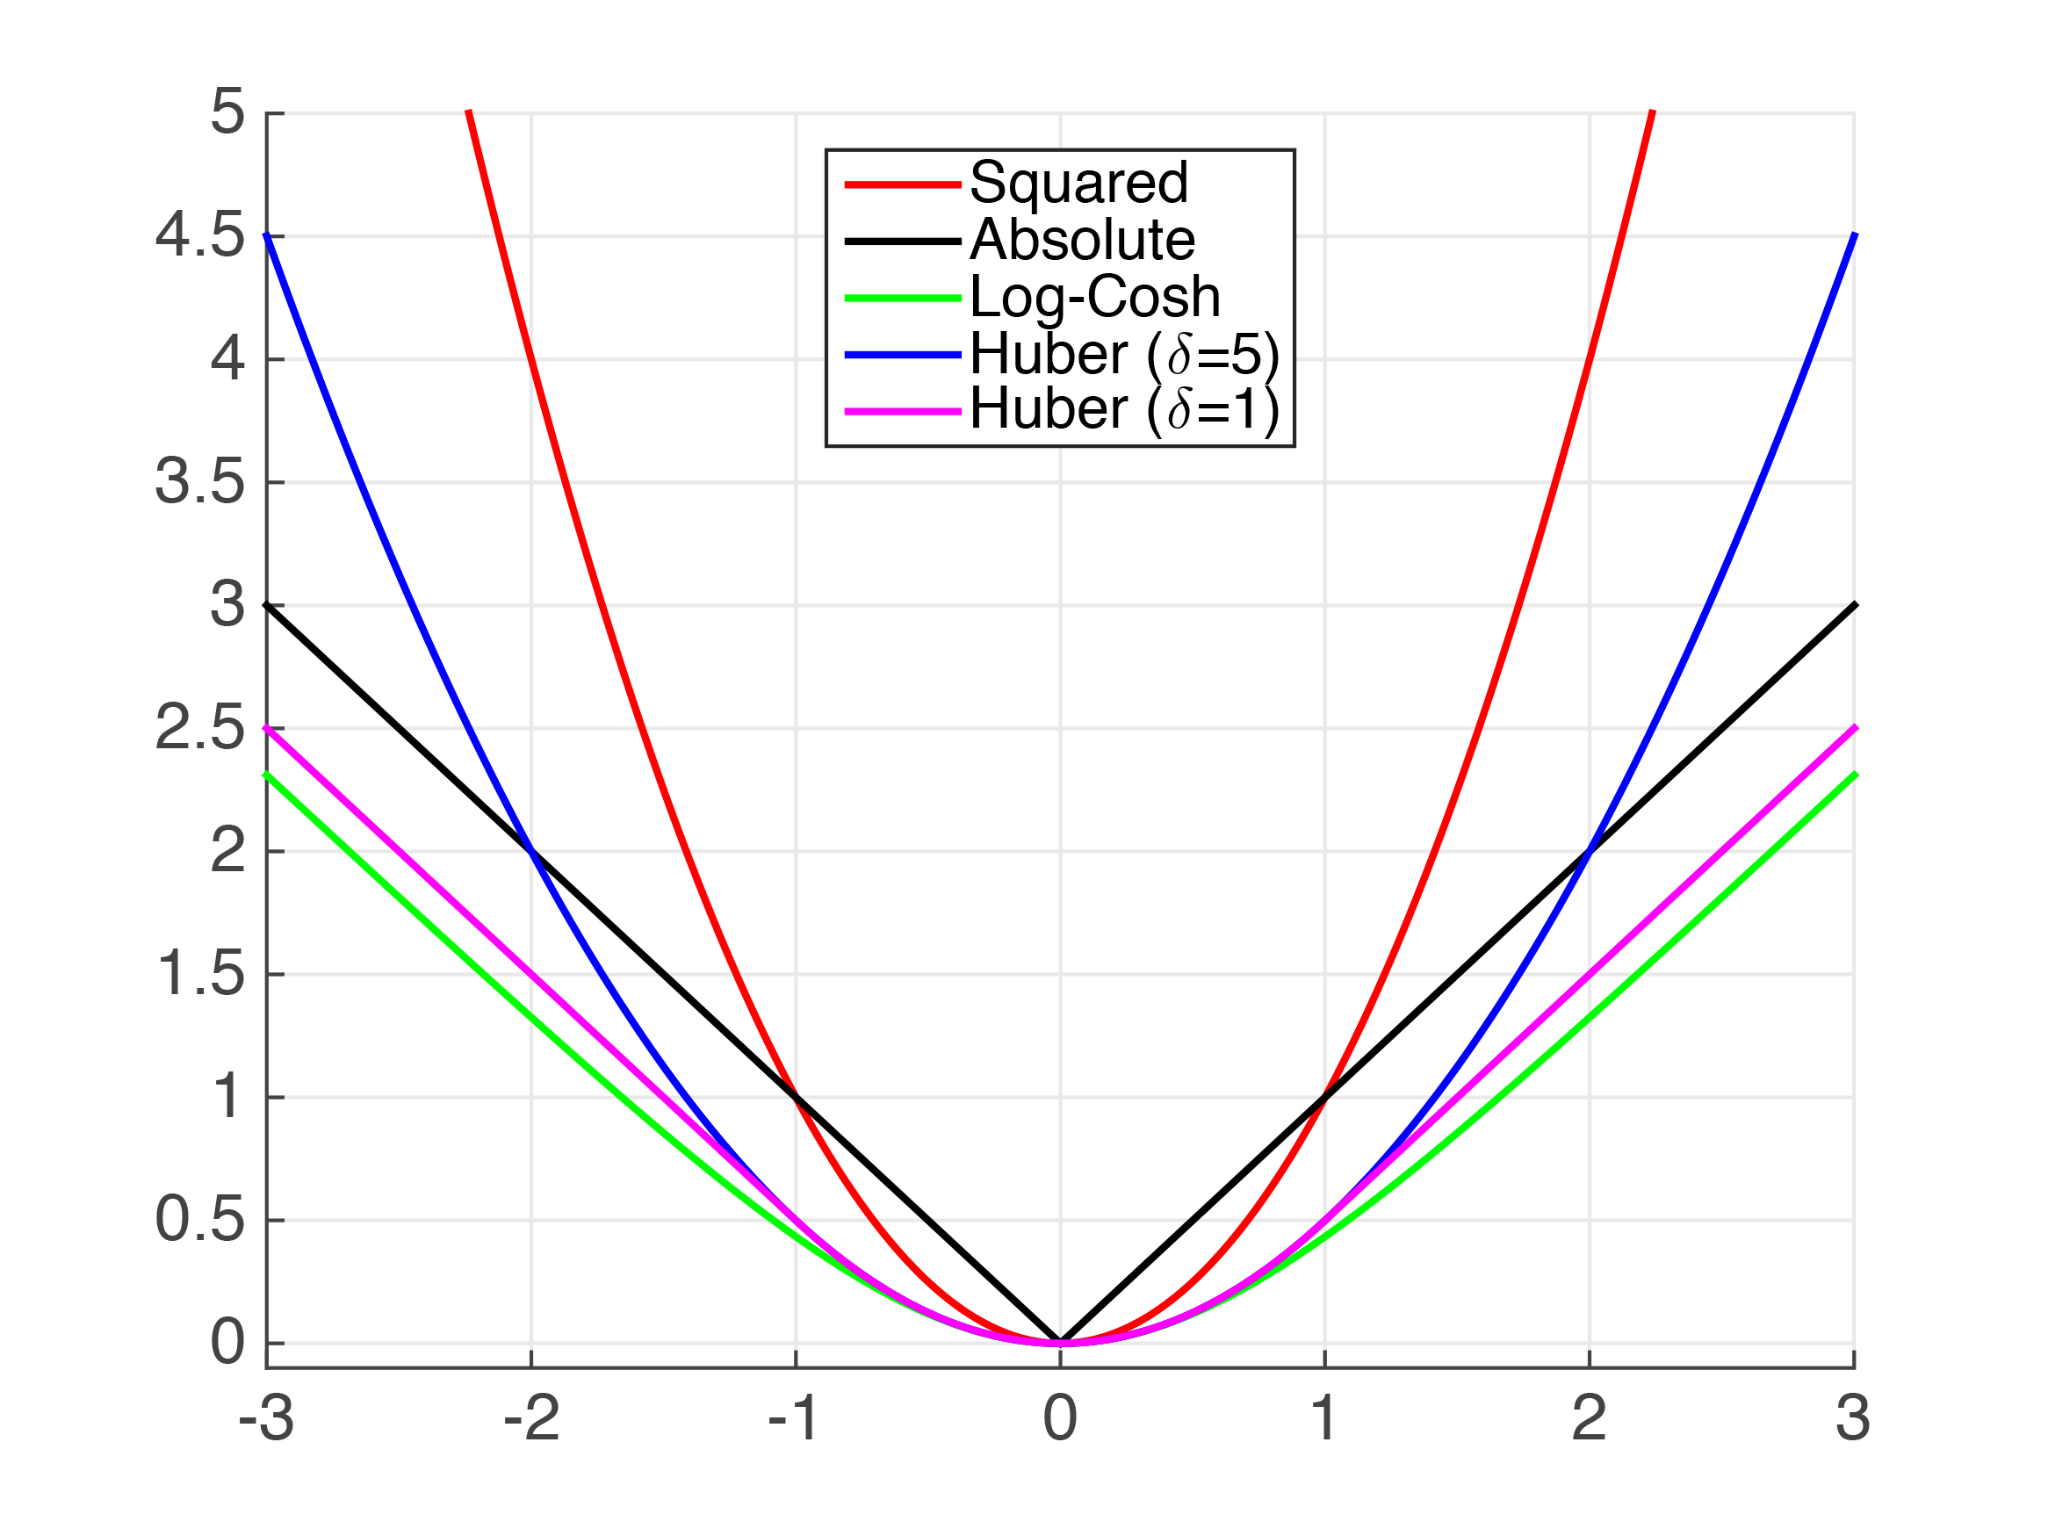 5
4.5
4
3.5
3
2.5
2
1.5
1
0.5
0
Squared
Absolute
Log-Cosh
Huber (δ=5)
Huber (δ=1)
-3 -2 -1 0 1 2 3